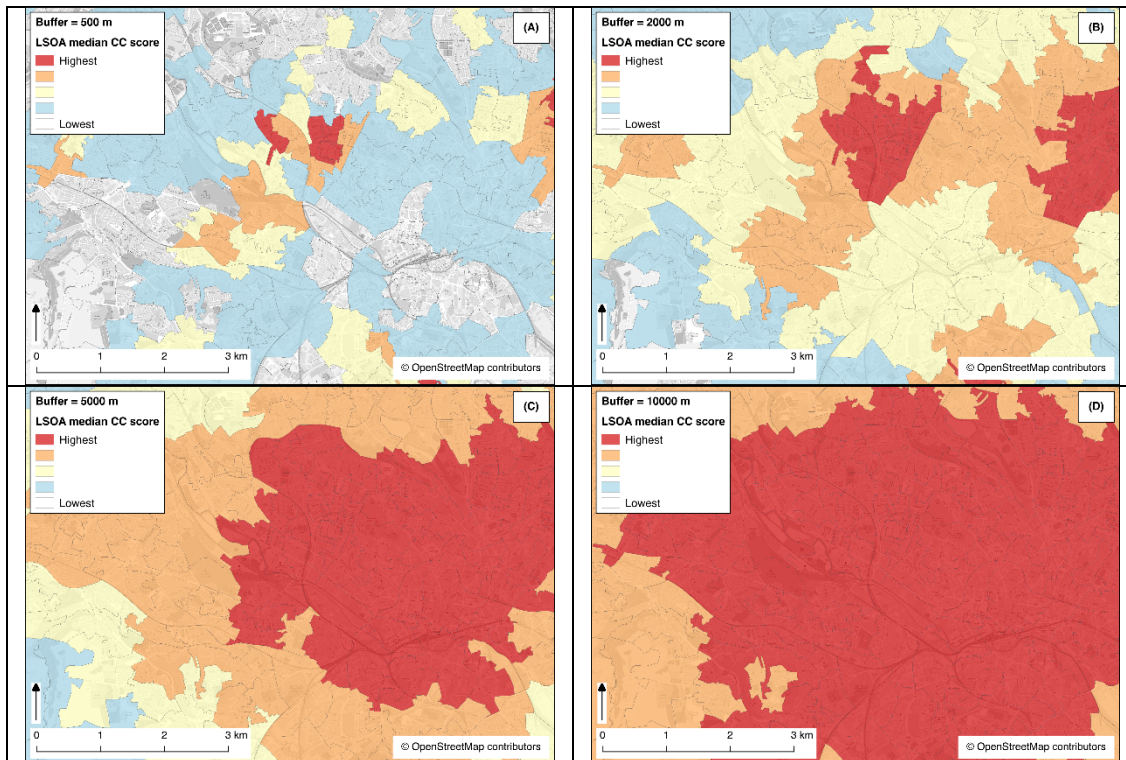 Buffer = 500 m
LSOA median CC score
Highest
Lowest
(A)
0 1 2 3 km
© OpenStreetMap contributors
Buffer = 2000 m
LSOA median CC score
Highest
Lowest
(B)
0 1 2 3 km
© OpenStreetMap contributors
Buffer = 5000 m
LSOA median CC score
Highest
Lowest
(C)
0 1 2 3 km
© OpenStreetMap contributors
Buffer = 10000 m
LSOA median CC score
Highest
Lowest
(D)
0 1 2 3 km
© OpenStreetMap contributors